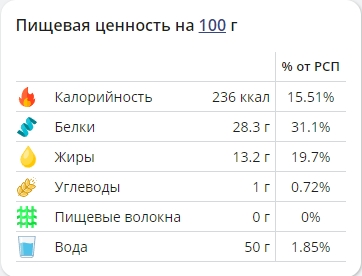 Пищевая ценность на 100 г
% от РСП
Калорийность 236 ккал 15.51%
Белки 28.3 г 31.1%
Жиры 13.2 г 19.7%
Углеводы 1 г 0.72%
Пищевые волокна 0 г 0%
Вода 50 г 1.85%